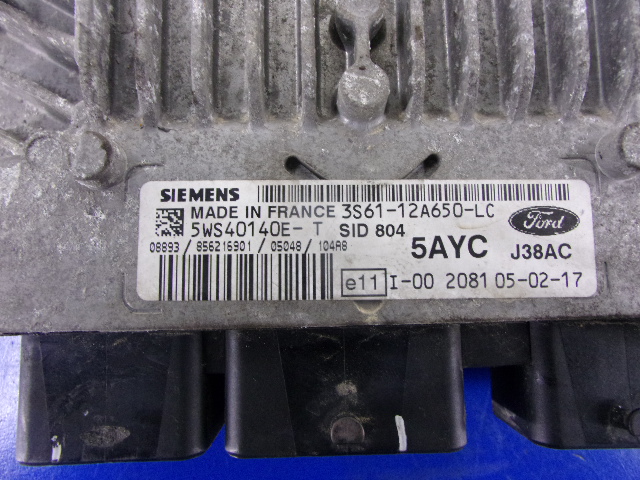 SIEMENS
MADE IN FRANCE 3S61-12A650-LC
5WS40140E- T SID 804
Ford
08893 / 856216901 / 05048 / 104R8
5AYC J38AC
e11 I-00 2081 05-02-17